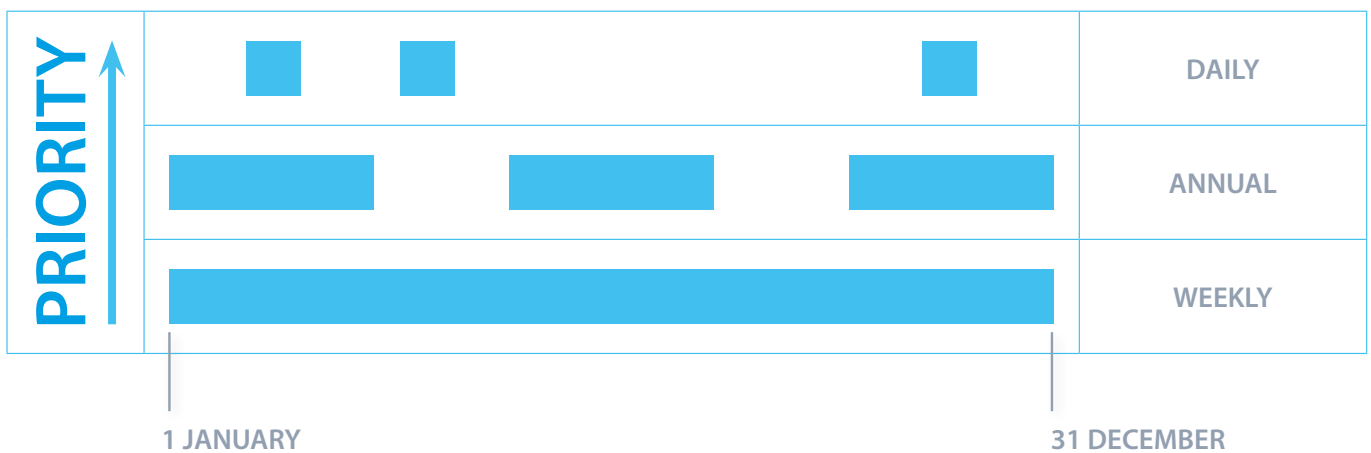 PRIORITY
DAILY
ANNUAL
WEEKLY
1 JANUARY
31 DECEMBER